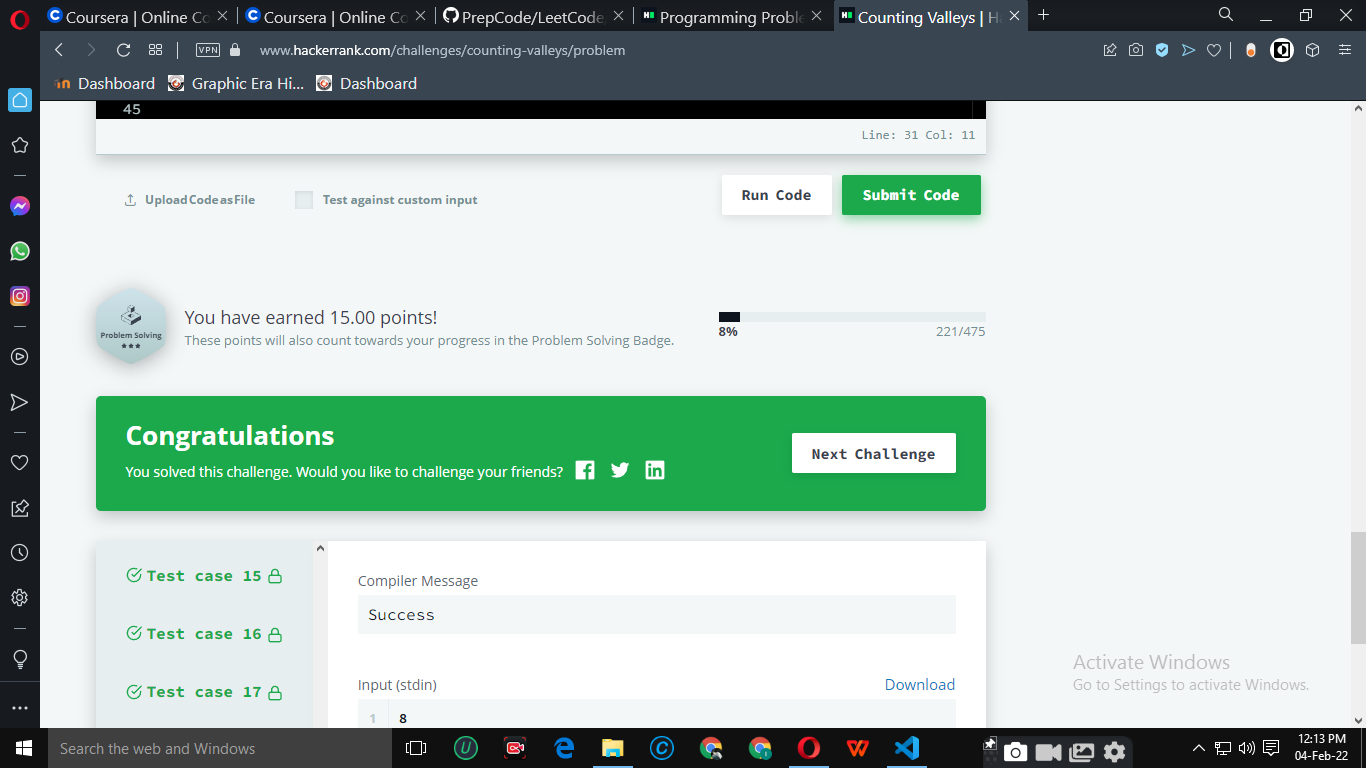 Coursera | Online Co
Coursera | Online Co
PrepCode/LeetCode
Programming Proble
Counting Valleys | Ha
VPN
www.hackerrank.com/challenges/counting-valleys/problem
Dashboard
Graphic Era Hi...
Dashboard
45
Line: 31 Col: 11
Upload Code as File
Test against custom input
Run Code
Submit Code
Problem Solving
You have earned 15.00 points!
These points will also count towards your progress in the Problem Solving Badge.
8%
221/475
Congratulations
You solved this challenge. Would you like to challenge your friends?
Next Challenge
Test case 15
Test case 16
Test case 17
Compiler Message
Success
Input (stdin)
Download
1
8
Activate Windows
Go to Settings to activate Windows.
Search the web and Windows
12:13 PM
04-Feb-22